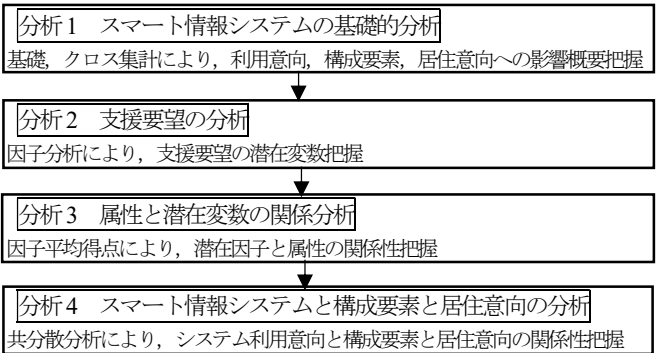 分析1　スマート情報システムの基礎的分析
基礎，クロス集計により，利用意向，構成要素，居住意向への影響概要把握
分析2　支援要望の分析
因子分析により，支援要望の潜在変数把握
分析3　属性と潜在変数の関係分析
因子平均得点により，潜在因子と属性の関係性把握
分析4　スマート情報システムと構成要素と居住意向の分析
共分散分析により，システム利用意向と構成要素と居住意向の関係性把握